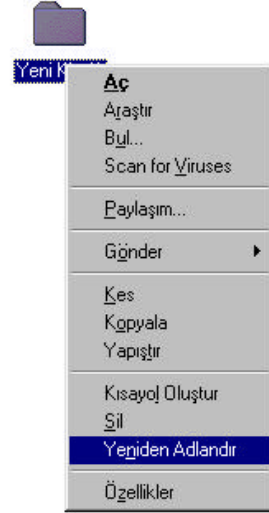 Yeni K
Aç
Araştır
Bul...
Scan for Viruses
Paylaşım...
Gönder
Kes
Kopyala
Yapıştır
Kısayol Oluştur
Sil
Yeniden Adlandır
Özellikler